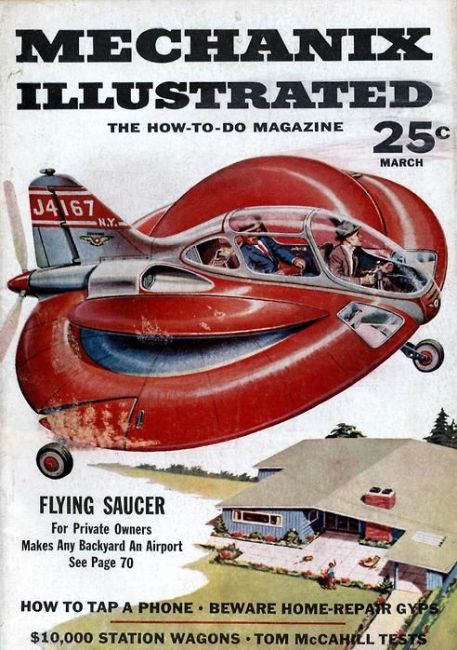 MECHANIX
ILLUSTRATED
THE HOW-TO-DO MAGAZINE
25¢
MARCH
J4167
N.Y.
FLYING SAUCER
For Private Owners
Makes Any Backyard An Airport
See Page 70
HOW TO TAP A PHONE • BEWARE HOME-REPAIR GYPS
$10,000 STATION WAGONS • TOM McCAHILL TESTS